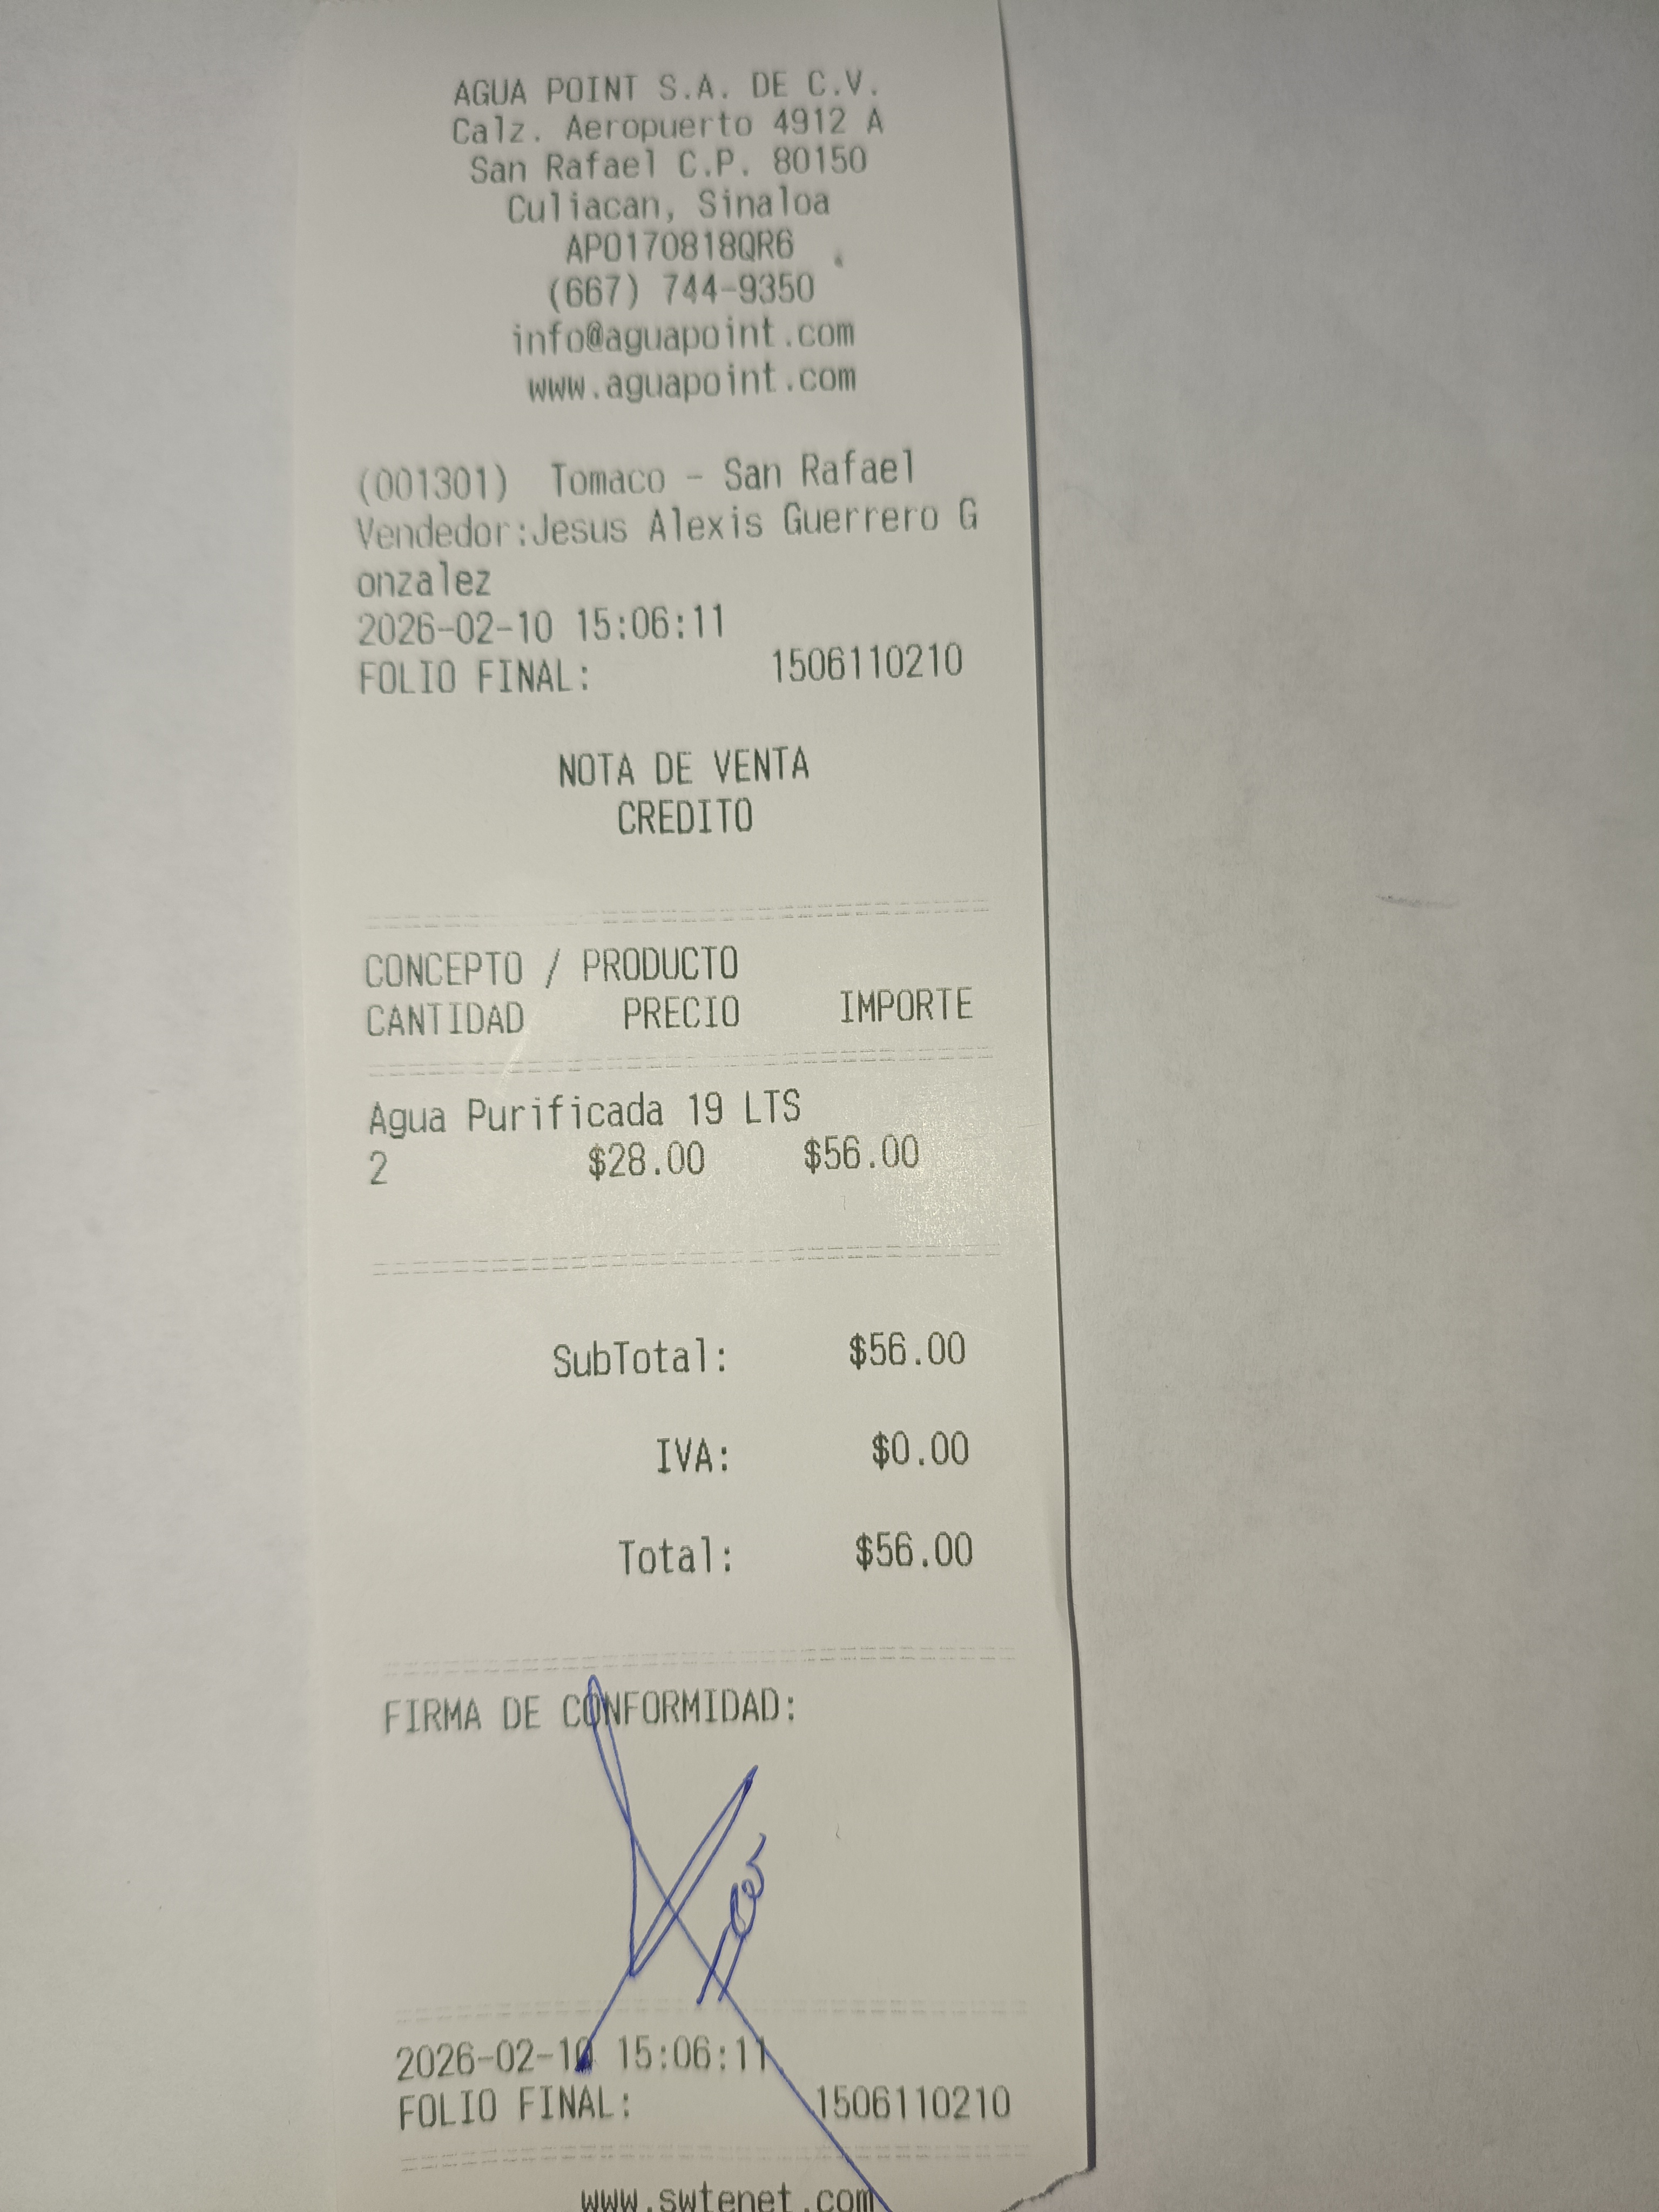 AGUA POINT S.A. DE C.V.
Calz. Aeropuerto 4912 A
San Rafael C.P. 80150
Culiacan, Sinaloa
APO170818QR6
(667) 744-9350
info@aguapoint.com
www.aguapoint.com
(001301) Tomaco - San Rafael
Vendedor:Jesus Alexis Guerrero G
onzalez
2026-02-10 15:06:11
FOLIO FINAL: 1506110210
NOTA DE VENTA
CREDITO
CONCEPTO / PRODUCTO
CANTIDAD PRECIO IMPORTE
Agua Purificada 19 LTS
2 $28.00 $56.00
SubTotal: $56.00
IVA: $0.00
Total: $56.00
FIRMA DE CONFORMIDAD:
2026-02-10 15:06:11
FOLIO FINAL: 1506110210
www.swtenet.com